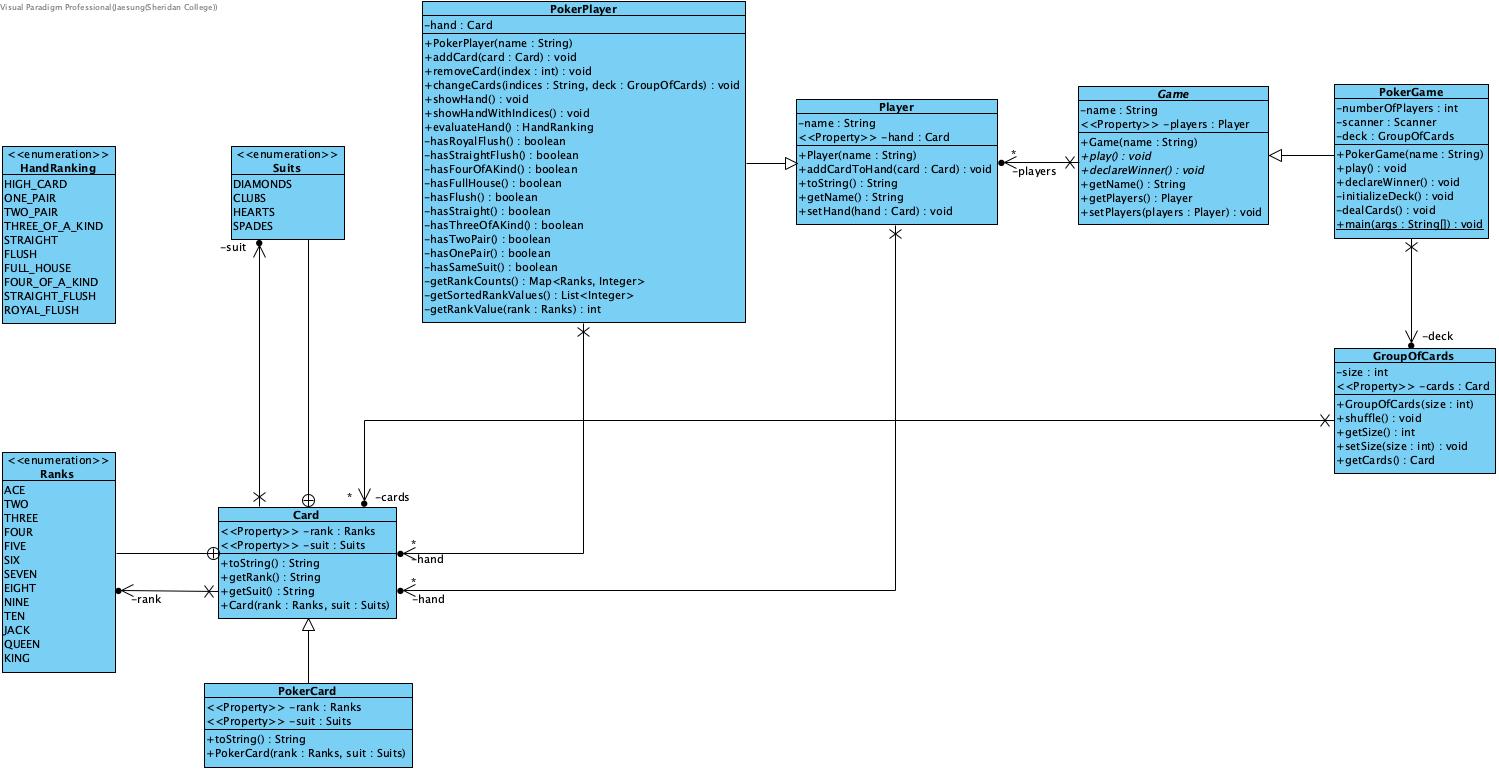 Visual Paradigm Professional(Jaesung(Sheridan College))
PokerPlayer
-hand : Card
+PokerPlayer(name : String)
+addCard(card : Card) : void
+removeCard(index : int) : void
+changeCards(indices : String, deck : GroupOfCards) : void
+showHand() : void
+showHandWithIndices() : void
+evaluateHand() : HandRanking
-hasRoyalFlush() : boolean
-hasStraightFlush() : boolean
-hasFourOfAKind() : boolean
-hasFullHouse() : boolean
-hasFlush() : boolean
-hasStraight() : boolean
-hasThreeOfAKind() : boolean
-hasTwoPair() : boolean
-hasOnePair() : boolean
-hasSameSuit() : boolean
-getRankCounts() : Map<Ranks, Integer>
-getSortedRankValues() : List<Integer>
-getRankValue(rank : Ranks) : int
Player
-name : String
<<Property>> -hand : Card
+Player(name : String)
+addCardToHand(card : Card) : void
+toString() : String
+getName() : String
+setHand(hand : Card) : void
*
-players
Game
-name : String
<<Property>> -players : Player
+Game(name : String)
+play() : void
+declareWinner() : void
+getName() : String
+getPlayers() : Player
+setPlayers(players : Player) : void
PokerGame
-numberOfPlayers : int
-scanner : Scanner
-deck : GroupOfCards
+PokerGame(name : String)
+play() : void
+declareWinner() : void
-initializeDeck() : void
-dealCards() : void
+main(args : String[]) : void
<<enumeration>>
HandRanking
HIGH_CARD
ONE_PAIR
TWO_PAIR
THREE_OF_A_KIND
STRAIGHT
FLUSH
FULL_HOUSE
FOUR_OF_A_KIND
STRAIGHT_FLUSH
ROYAL_FLUSH
<<enumeration>>
Suits
DIAMONDS
CLUBS
HEARTS
SPADES
-suit
-deck
GroupOfCards
-size : int
<<Property>> -cards : Card
+GroupOfCards(size : int)
+shuffle() : void
+getSize() : int
+setSize(size : int) : void
+getCards() : Card
<<enumeration>>
Ranks
ACE
TWO
THREE
FOUR
FIVE
SIX
SEVEN
EIGHT
NINE
TEN
JACK
QUEEN
KING
-rank
* -cards
Card
<<Property>> -rank : Ranks
<<Property>> -suit : Suits
+toString() : String
+getRank() : String
+getSuit() : String
+Card(rank : Ranks, suit : Suits)
*
-hand
*
-hand
PokerCard
<<Property>> -rank : Ranks
<<Property>> -suit : Suits
+toString() : String
+PokerCard(rank : Ranks, suit : Suits)